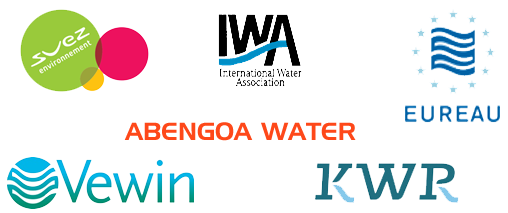 suez
environnement
IWA
International Water
Association
EUREAU
ABENGOA WATER
Vewin
KWR